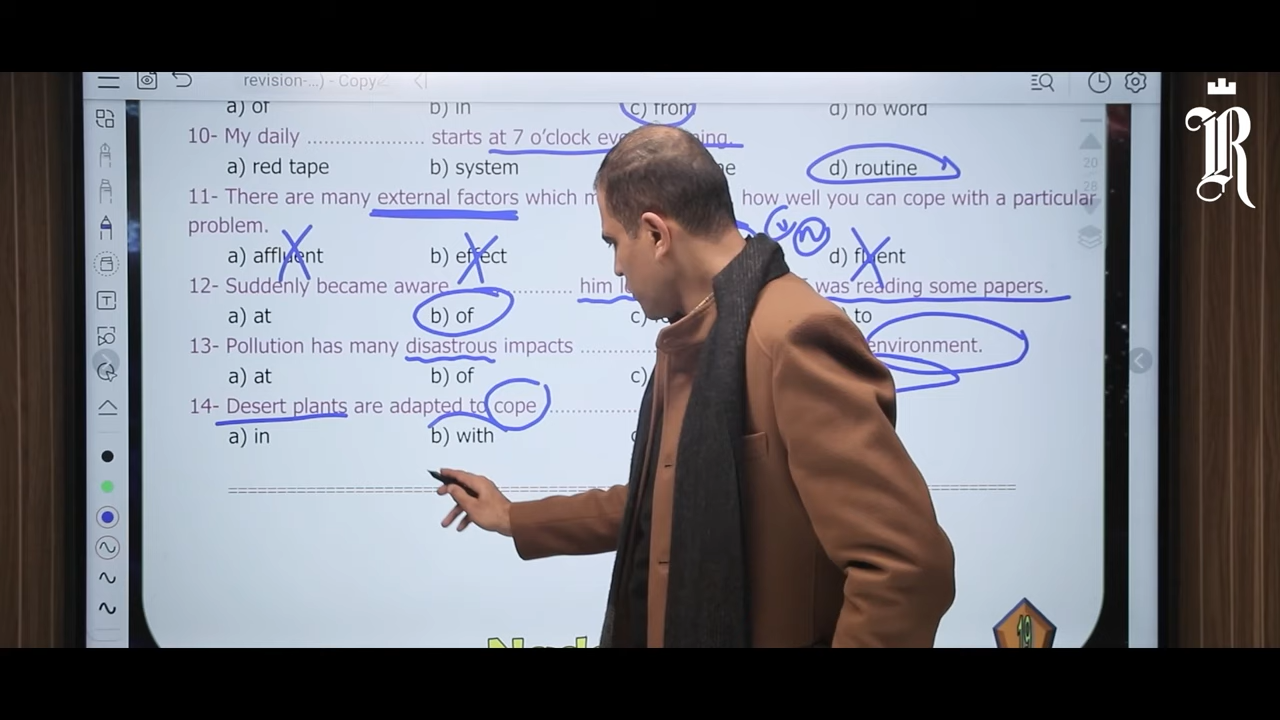 revision-...) - Copy
a) of b) in c) from d) no word
10- My daily ...................... starts at 7 o'clock
a) red tape b) system d) routine
11- There are many external factors which how well you can cope with a particular
problem.
a) affluent b) effect d) fluent
12- Suddenly became aware ...................... him was reading some papers.
a) at b) of c) to
13- Pollution has many disastrous impacts ............. environment.
a) at b) of c)
14- Desert plants are adapted to cope ...............
a) in b) with
20
28
19
R